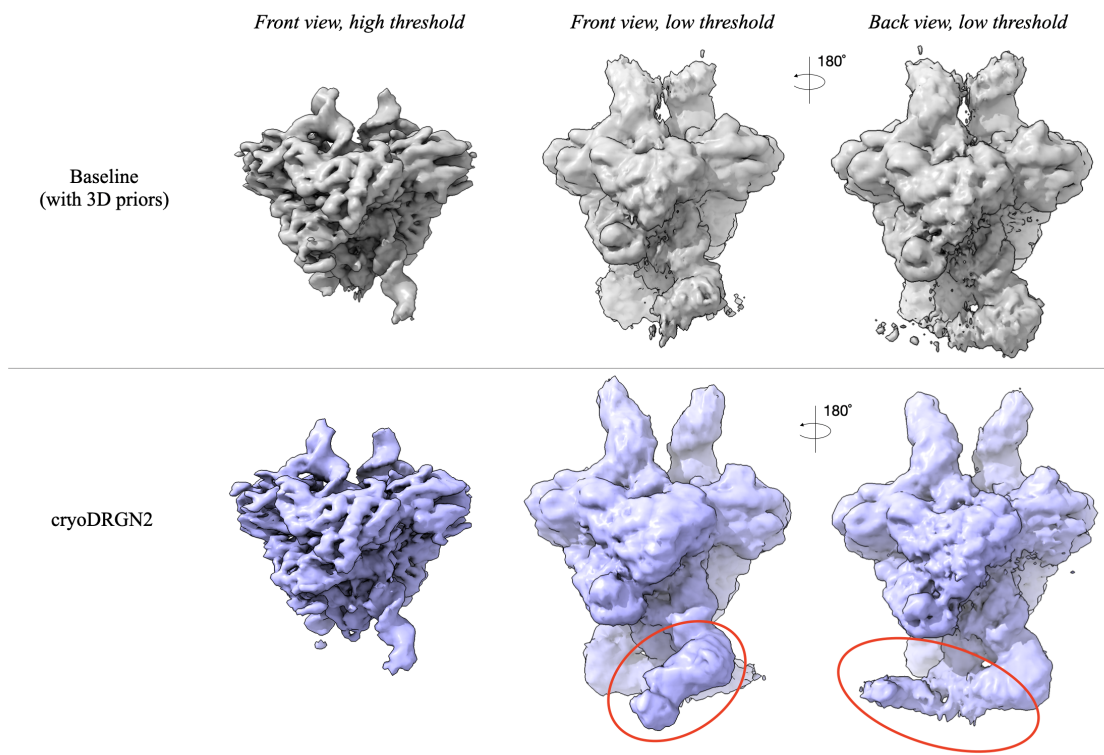 Front view, high threshold
Front view, low threshold
Back view, low threshold
180°
Baseline
(with 3D priors)
180°
cryoDRGN2